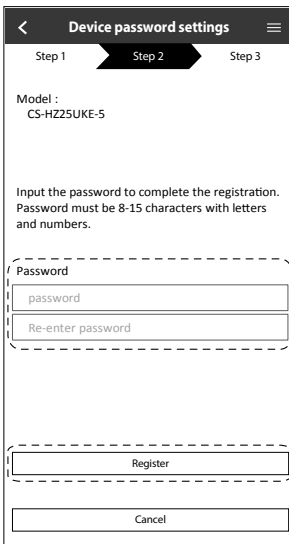 Device password settings
Step 1 Step 2 Step 3
Model :
CS-HZ25UKE-5
Input the password to complete the registration.
Password must be 8-15 characters with letters
and numbers.
Password
password
Re-enter password
Register
Cancel